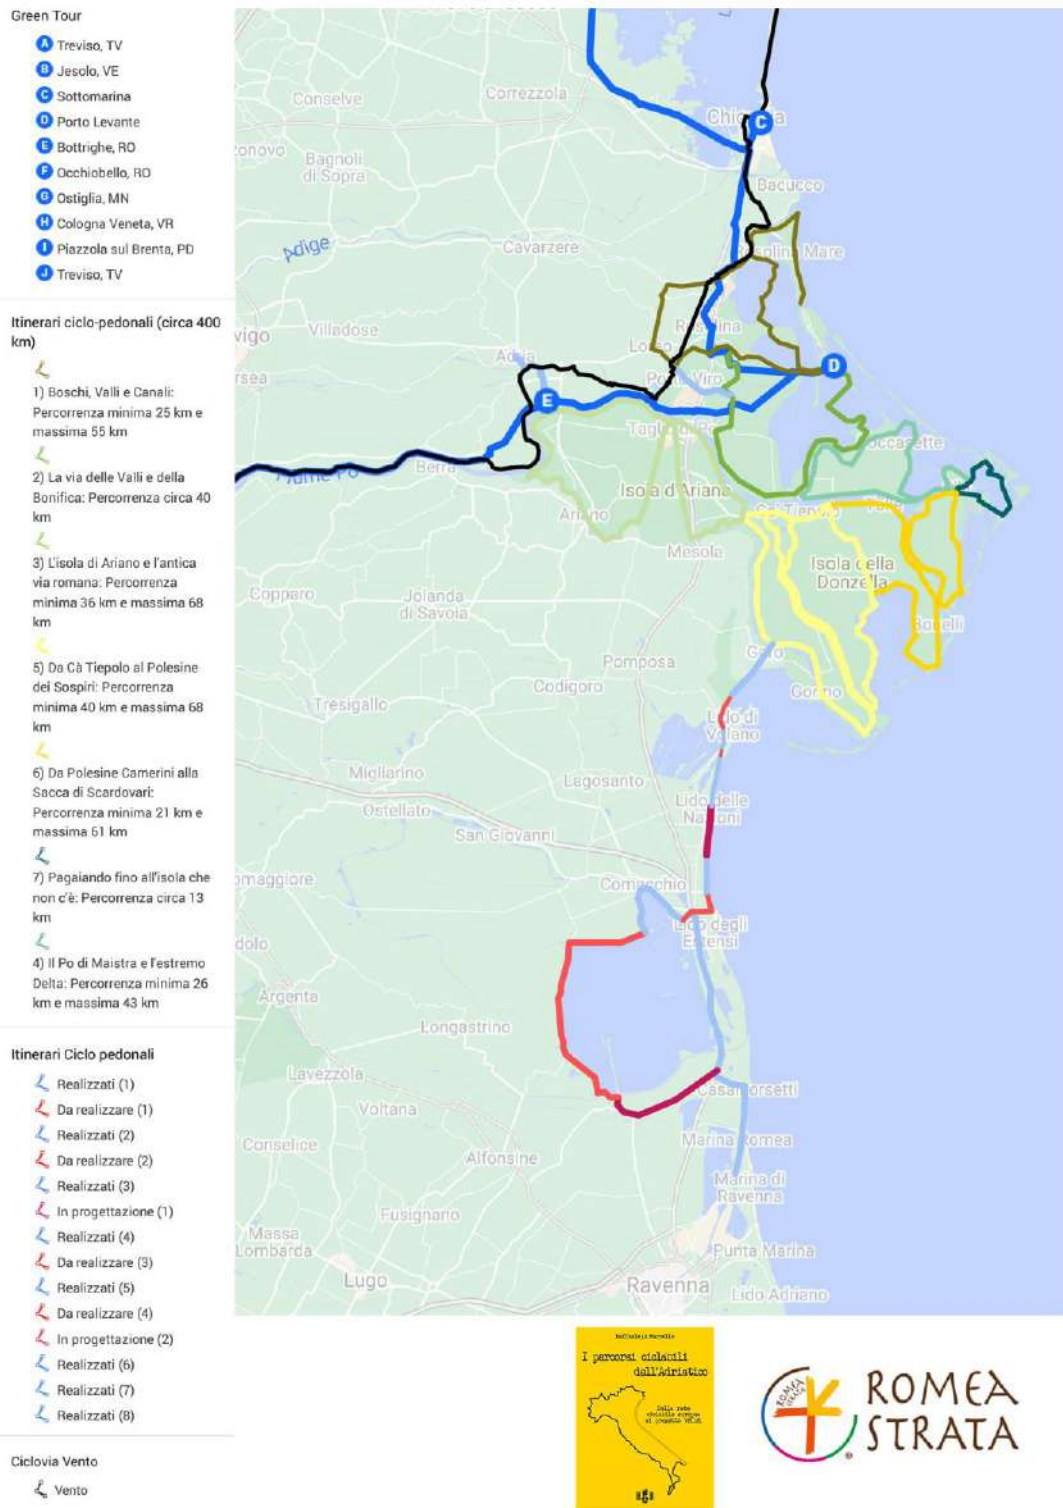 Green Tour
A Treviso, TV
B Jesolo, VE
C Sottomarina
D Porto Levante
E Bottrighe, RO
F Occhiobello, RO
G Ostiglia, MN
H Cologna Veneta, VR
I Piazzola sul Brenta, PD
J Treviso, TV
Itinerari ciclo-pedonali (circa 400
km)
1) Boschi, Valli e Canali:
Percorrenza minima 25 km e
massima 55 km
2) La via delle Valli e della
Bonifica: Percorrenza circa 40
km
3) L'isola di Ariano e l'antica
via romana: Percorrenza
minima 36 km e massima 68
km
5) Da Cà Tiepolo al Polesine
dei Sospiri: Percorrenza
minima 40 km e massima 68
km
6) Da Polesine Camerini alla
Sacca di Scardovari:
Percorrenza minima 21 km e
massima 61 km
7) Pagaiando fino all'isola che
non c'è: Percorrenza circa 13
km
4) Il Po di Maistra e l'estremo
Delta: Percorrenza minima 26
km e massima 43 km
Itinerari Ciclo pedonali
Realizzati (1)
Da realizzare (1)
Realizzati (2)
Da realizzare (2)
Realizzati (3)
In progettazione (1)
Realizzati (4)
Da realizzare (3)
Realizzati (5)
Da realizzare (4)
In progettazione (2)
Realizzati (6)
Realizzati (7)
Realizzati (8)
Ciclovia Vento
Vento
Conselve
Correzzola
onovo
Bagnoli
di Sopra
C
Bacucco
Adige
Cavarzere
vigo
Villadose
rsea
Adria
D
E
Berra
Isola d'Ariano
Ariano
Mesola
Isola della
Donzella
Copparo
Jolanda
di Savoia
Pomposa
Codigoro
Gorino
Tresigallo
Lido di
Volano
Migliarino
Lagosanto
Ostellato
Lido delle
Nazioni
San Giovanni
omaggiore
Comacchio
Lido degli
Estensi
dolo
Argenta
Longastrino
Lavezzola
Voltana
Conselice
Marina Romea
Alfonsine
Marina di
Ravenna
Fusignano
Massa
Lombarda
Punta Marina
Lugo
Ravenna
Lido Adriano
I percorsi ciclabili
dell'Adriatico
ROMEA
STRATA